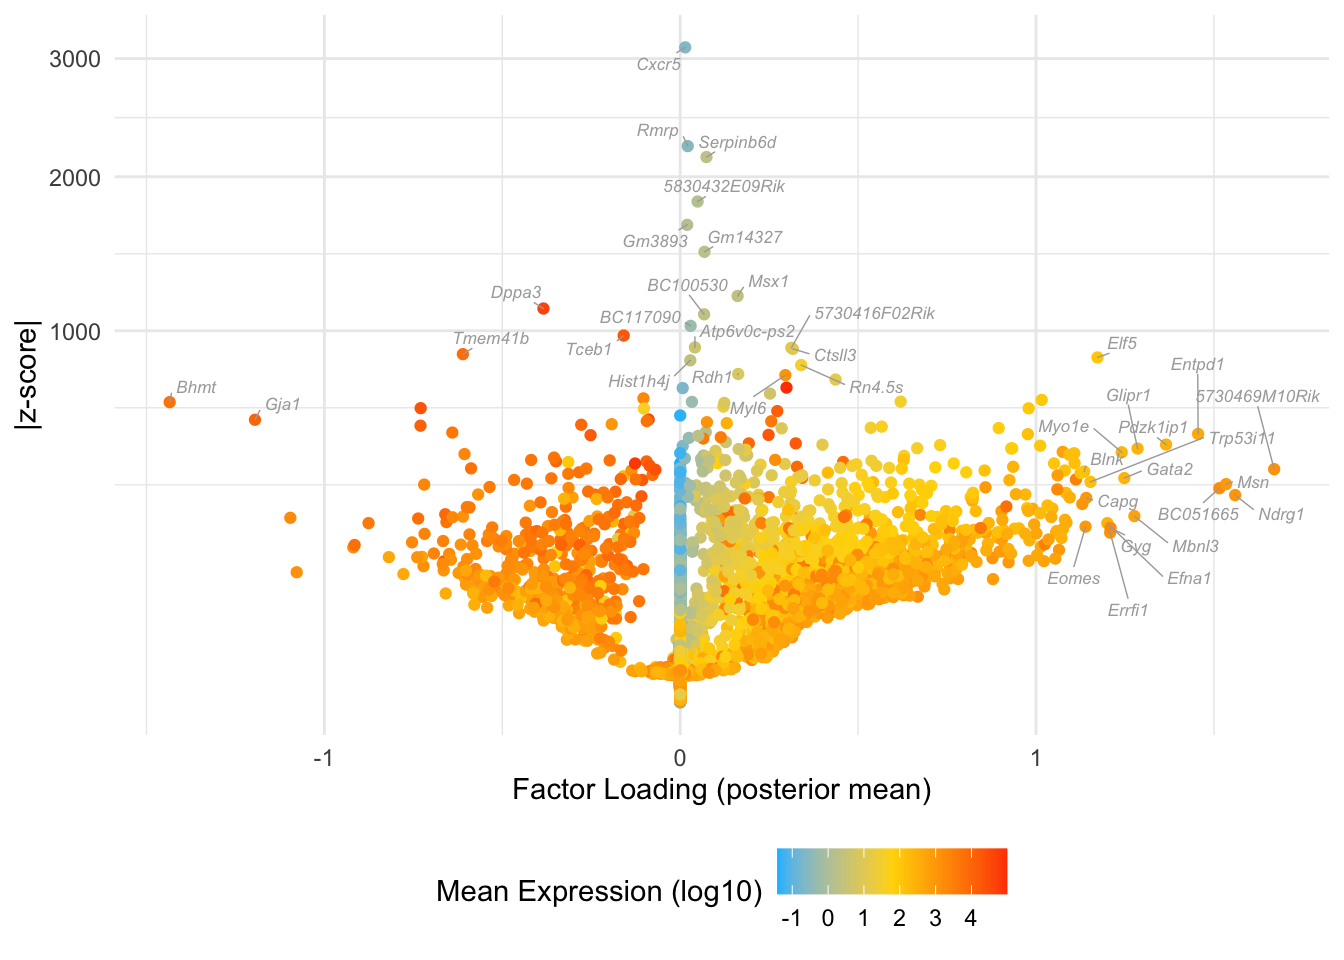 3000
2000
1000
|z-score|
Cxcr5
Rmrp
Serpinb6d
5830432E09Rik
Gm3893
Gm14327
BC100530
Msx1
Dppa3
BC117090
5730416F02Rik
Tmem41b
Tceb1
Atp6v0c-ps2
Ctsll3
Elf5
Entpd1
Bhmt
Hist1h4j
Rdh1
Rn4.5s
Glipr1
5730469M10Rik
Gja1
Myl6
Myo1e
Pdzk1ip1
Trp53i11
Blnk
Gata2
Msn
Capg
BC051665
Ndrg1
Gyg
Mbnl3
Eomes
Efna1
Errfi1
-1
0
1
Factor Loading (posterior mean)
Mean Expression (log10)
-1 0 1 2 3 4